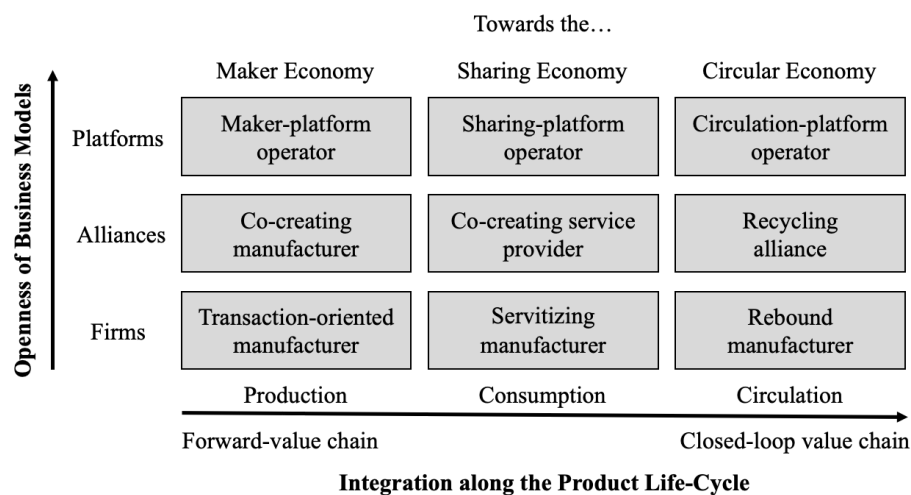 Towards the…
Maker Economy Sharing Economy Circular Economy
Openness of Business Models
Platforms
Maker-platform
operator
Sharing-platform
operator
Circulation-platform
operator
Alliances
Co-creating
manufacturer
Co-creating service
provider
Recycling
alliance
Firms
Transaction-oriented
manufacturer
Servitizing
manufacturer
Rebound
manufacturer
Production Consumption Circulation
Forward-value chain Closed-loop value chain
Integration along the Product Life-Cycle